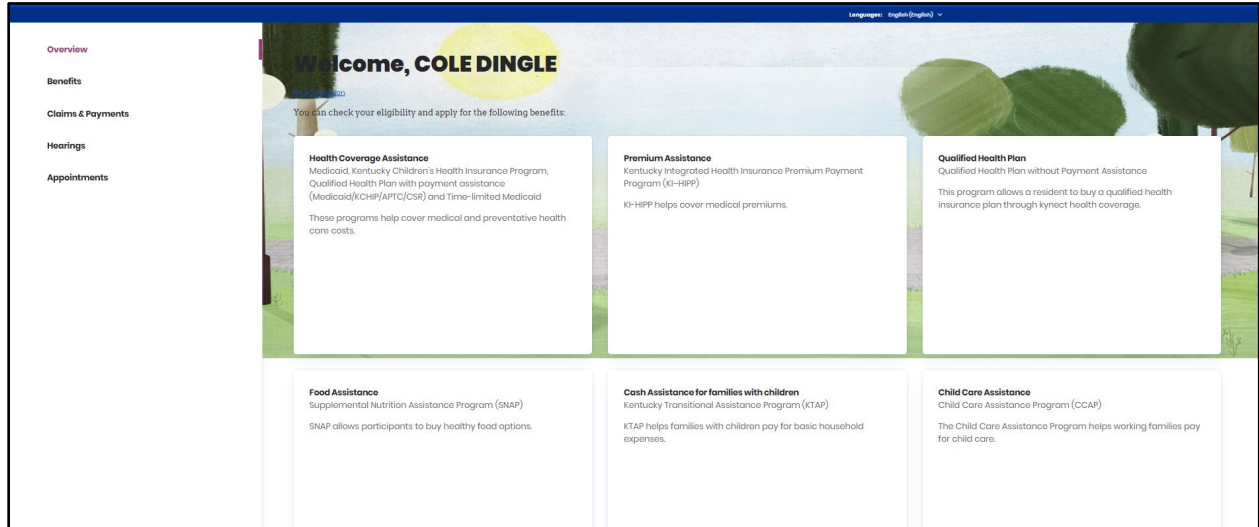 Languages: English (English)
Overview
Benefits
Claims & Payments
Hearings
Appointments
Welcome, COLE DINGLE
You can check your eligibility and apply for the following benefits:
Health Coverage Assistance
Medicaid, Kentucky Children's Health Insurance Program,
Qualified Health Plan with payment assistance
(Medicaid/KCHIP/APTC/CSR) and Time-limited Medicaid
These programs help cover medical and preventative health
care costs.
Premium Assistance
Kentucky Integrated Health Insurance Premium Payment
Program (KI-HIPP)
KI-HIPP helps cover medical premiums.
Qualified Health Plan
Qualified Health Plan without Payment Assistance
This program allows a resident to buy a qualified health
insurance plan through kynect health coverage.
Food Assistance
Supplemental Nutrition Assistance Program (SNAP)
SNAP allows participants to buy healthy food options.
Cash Assistance for families with children
Kentucky Transitional Assistance Program (KTAP)
KTAP helps families with children pay for basic household
expenses.
Child Care Assistance
Child Care Assistance Program (CCAP)
The Child Care Assistance Program helps working families pay
for child care.